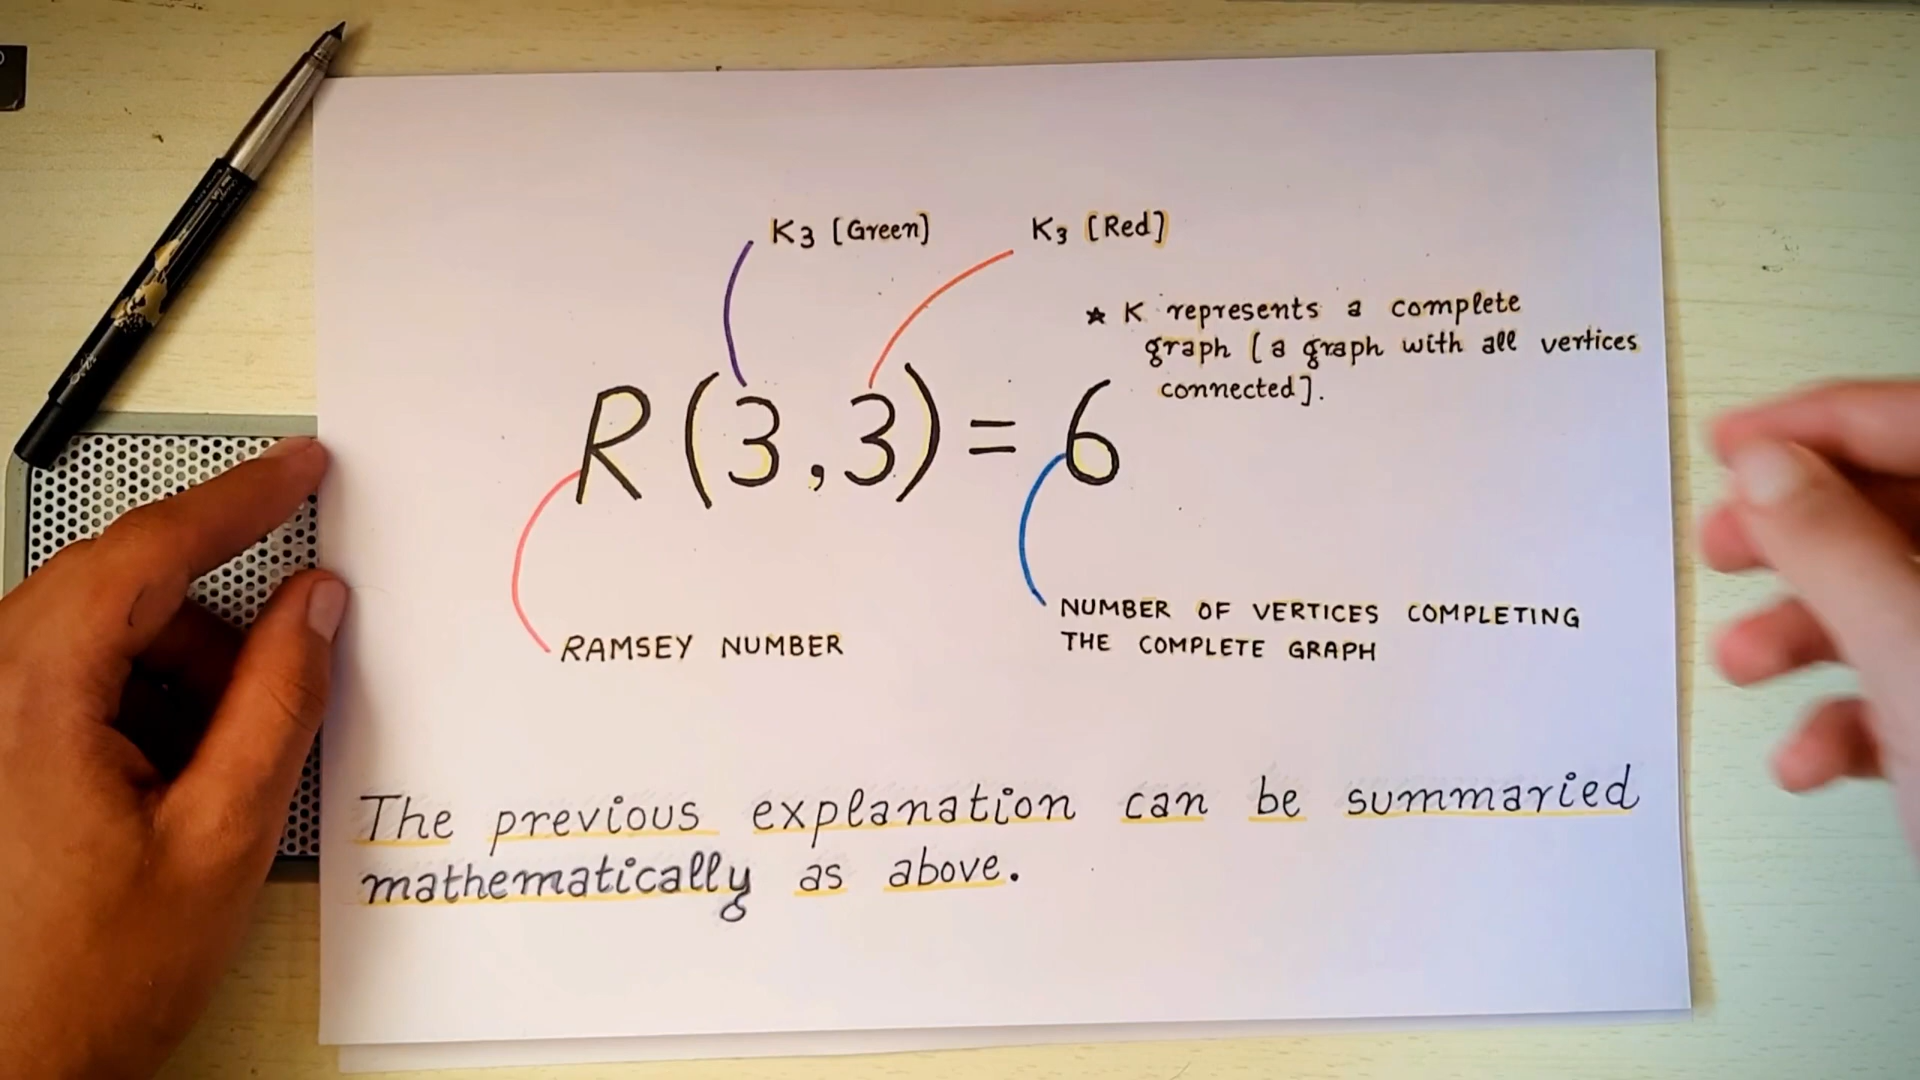 K3 [Green]
K3 [Red]
★ K represents a complete
graph [a graph with all vertices
connected].
R(3,3) = 6
RAMSEY NUMBER
NUMBER OF VERTICES COMPLETING
THE COMPLETE GRAPH
The previous explanation can be summaried
mathematically as above.